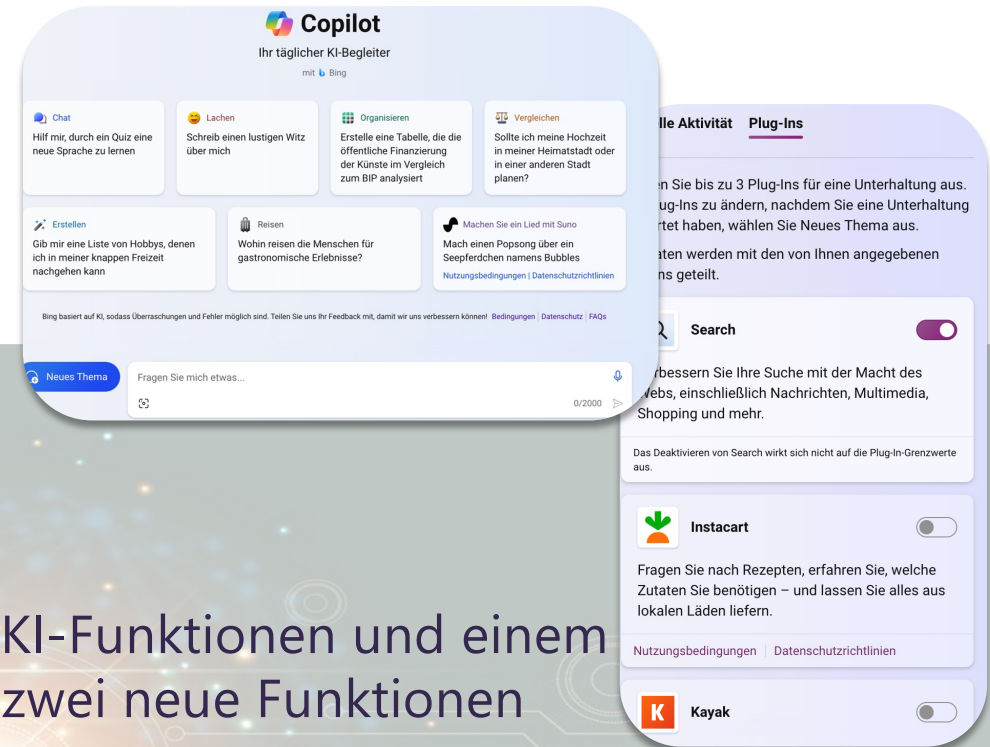 Copilot
Ihr täglicher KI-Begleiter
mit Bing
Chat
Hilf mir, durch ein Quiz eine
neue Sprache zu lernen
Lachen
Schreib einen lustigen Witz
über mich
Organisieren
Erstelle eine Tabelle, die die
öffentliche Finanzierung
der Künste im Vergleich
zum BIP analysiert
Vergleichen
Sollte ich meine Hochzeit
in meiner Heimatstadt oder
in einer anderen Stadt
planen?
Erstellen
Gib mir eine Liste von Hobbys, denen
ich in meiner knappen Freizeit
nachgehen kann
Reisen
Wohin reisen die Menschen für
gastronomische Erlebnisse?
Machen Sie ein Lied mit Suno
Mach einen Popsong über ein
Seepferdchen namens Bubbles
Nutzungsbedingungen | Datenschutzrichtlinien
Bing basiert auf KI, sodass Überraschungen und Fehler möglich sind. Teilen Sie uns Ihr Feedback mit, damit wir uns verbessern können! Bedingungen | Datenschutz | FAQs
Neues Thema
Fragen Sie mich etwas...
0/2000
Aktivität Plug-Ins
Sie bis zu 3 Plug-Ins für eine Unterhaltung aus.
zu ändern, nachdem Sie eine Unterhaltung
haben, wählen Sie Neues Thema aus.
werden mit den von Ihnen angegebenen
geteilt.
Search
Sie Ihre Suche mit der Macht des
einschließlich Nachrichten, Multimedia,
Shopping und mehr.
Das Deaktivieren von Search wirkt sich nicht auf die Plug-In-Grenzwerte
aus.
Instacart
Fragen Sie nach Rezepten, erfahren Sie, welche
Zutaten Sie benötigen – und lassen Sie alles aus
lokalen Läden liefern.
Nutzungsbedingungen | Datenschutzrichtlinien
K Kayak
KI-Funktionen und einem
zwei neue Funktionen